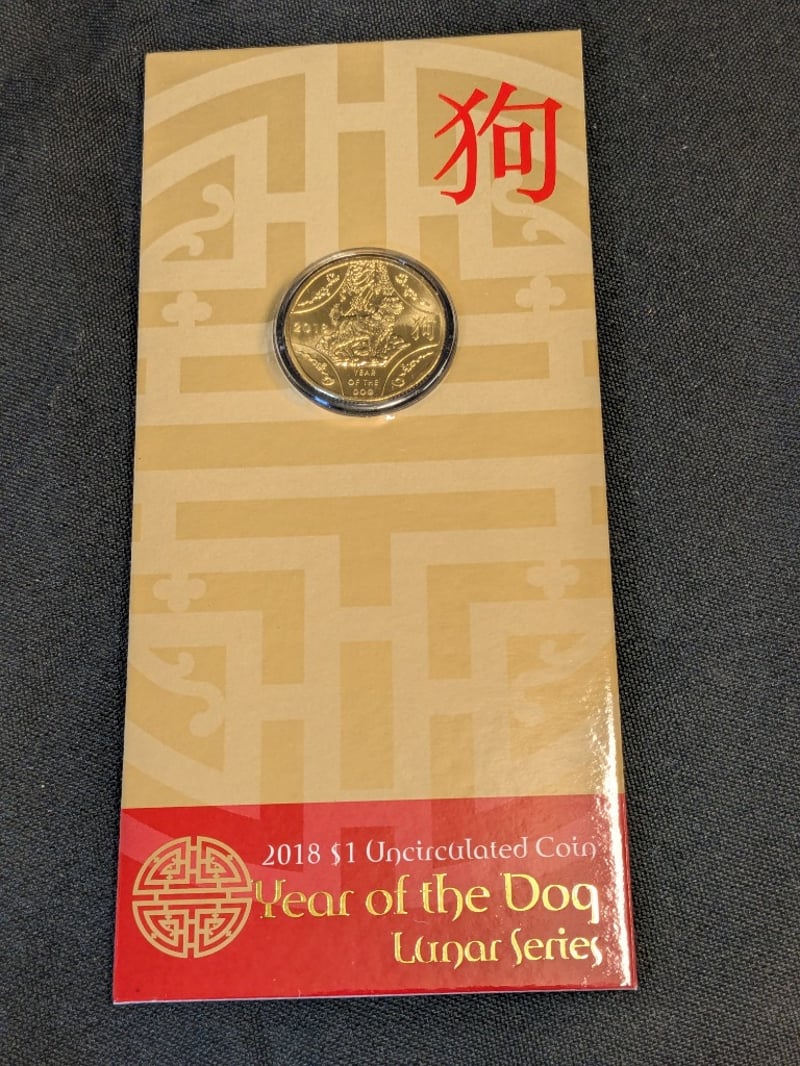 狗
2018 狗
YEAR
OF THE
DOG
2018 $1 Uncirculated Coin
Year of the Dog
Lunar Series